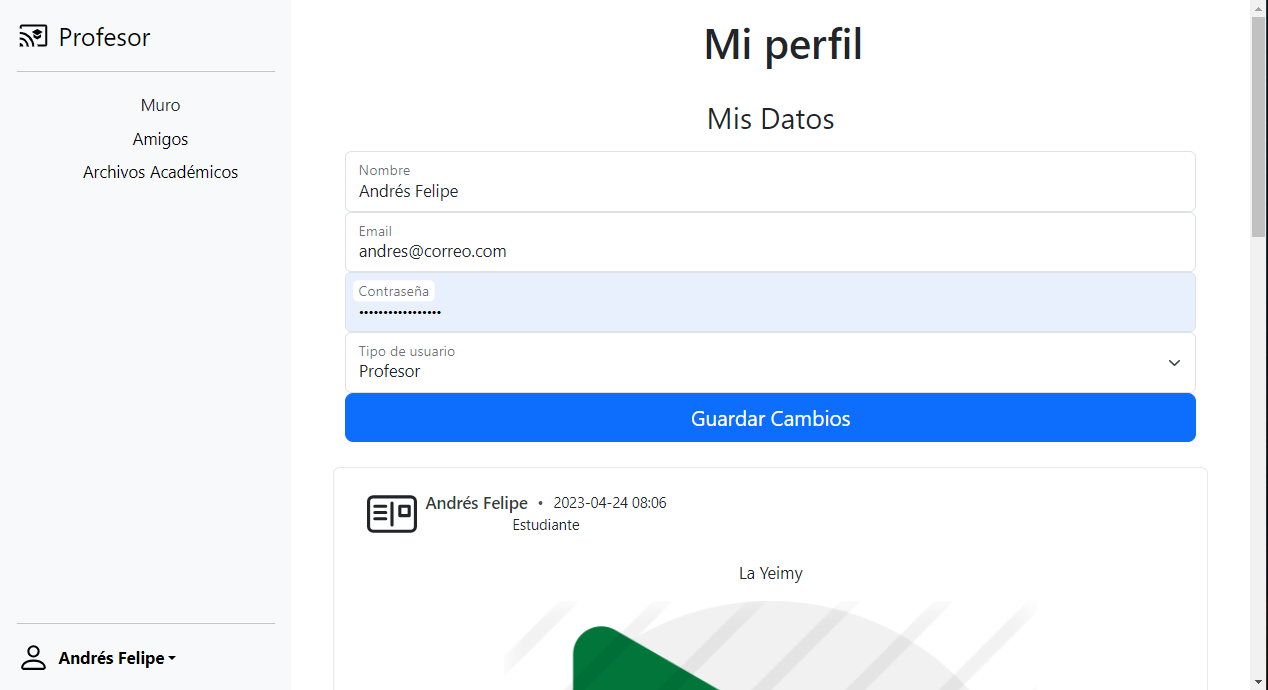 Profesor
Muro
Amigos
Archivos Académicos
Andrés Felipe
Mi perfil
Mis Datos
Nombre
Andrés Felipe
Email
andres@correo.com
Contraseña
•••••••••••••••••
Tipo de usuario
Profesor
Guardar Cambios
Andrés Felipe • 2023-04-24 08:06
Estudiante
La Yeimy